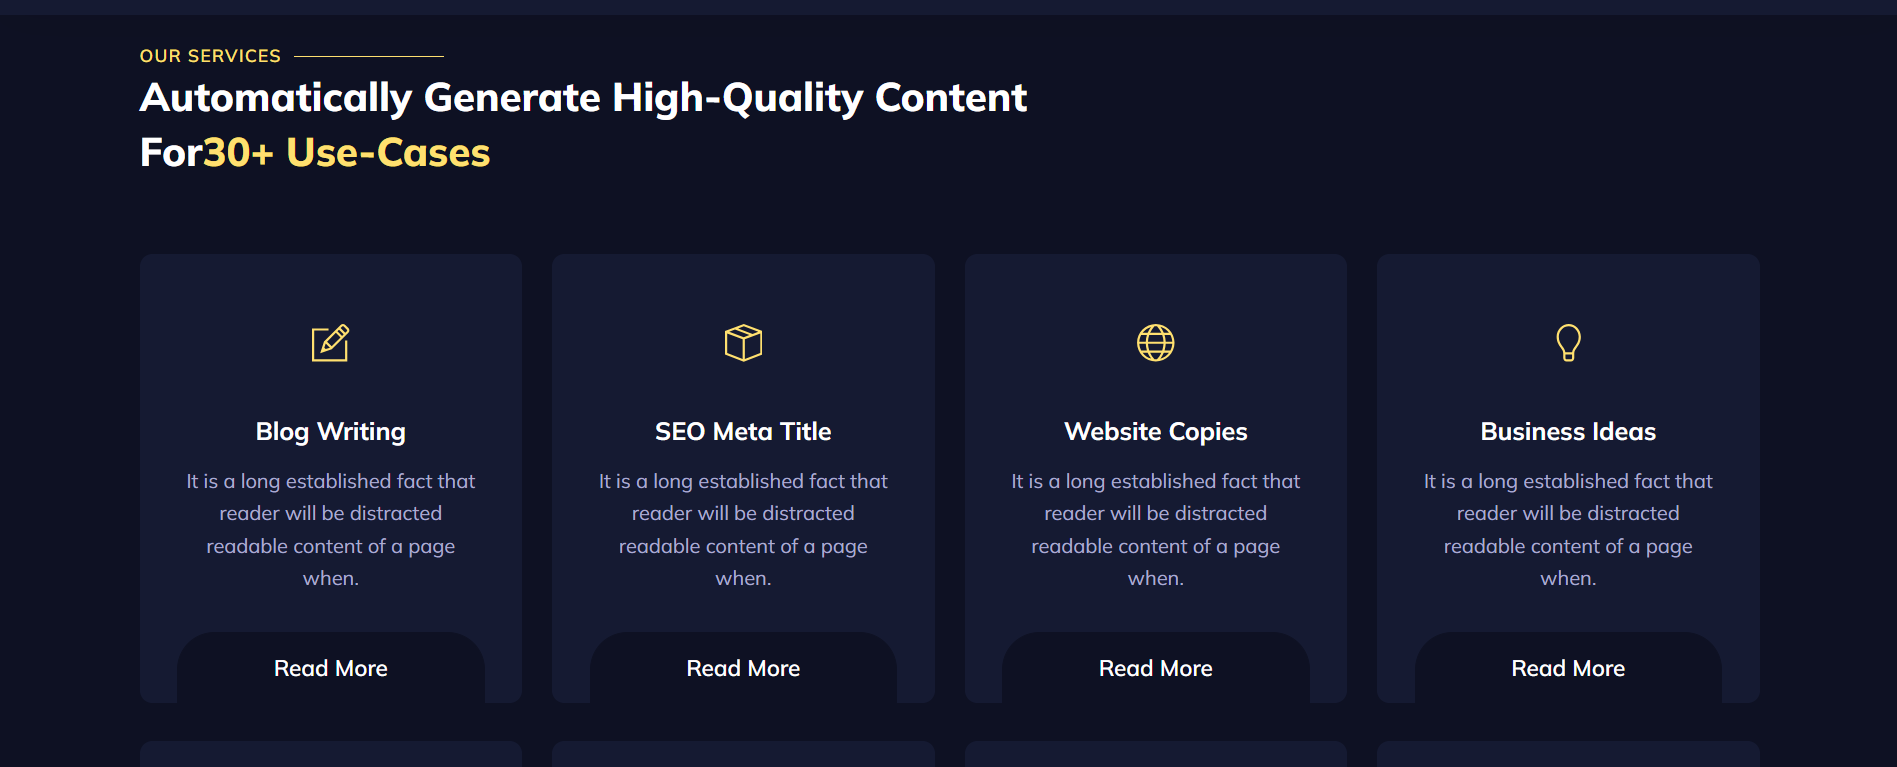 OUR SERVICES
Automatically Generate High-Quality Content
For30+ Use-Cases
Blog Writing
It is a long established fact that
reader will be distracted
readable content of a page
when.
Read More
SEO Meta Title
It is a long established fact that
reader will be distracted
readable content of a page
when.
Read More
Website Copies
It is a long established fact that
reader will be distracted
readable content of a page
when.
Read More
Business Ideas
It is a long established fact that
reader will be distracted
readable content of a page
when.
Read More